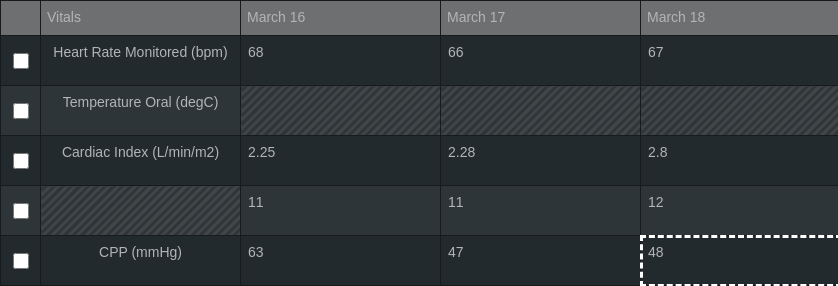 Vitals March 16 March 17 March 18
Heart Rate Monitored (bpm) 68 66 67
Temperature Oral (degC)
Cardiac Index (L/min/m2) 2.25 2.28 2.8
11 11 12
CPP (mmHg) 63 47 48